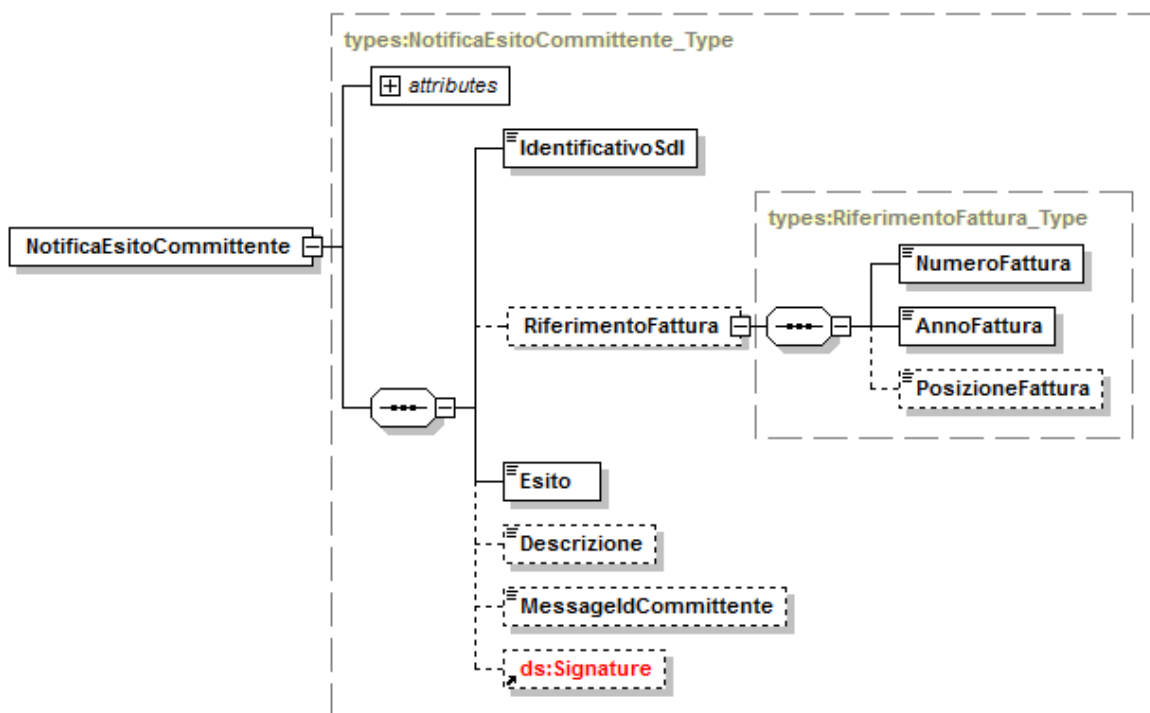 types:NotificaEsitoCommittente_Type
attributes
IdentificativoSdI
types:RiferimentoFattura_Type
NotificaEsitoCommittente
NumeroFattura
RiferimentoFattura
AnnoFattura
PosizioneFattura
Esito
Descrizione
MessageIdCommittente
ds:Signature